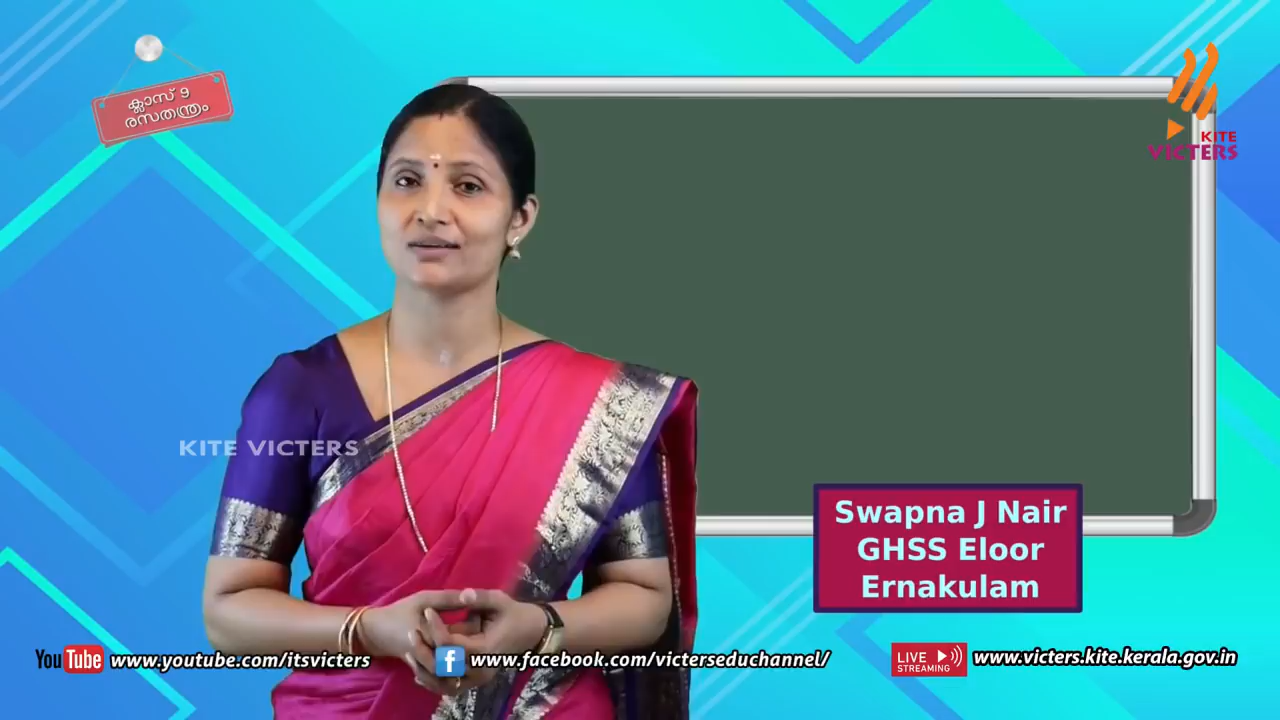 ക്ലാസ് 9
രസതന്ത്രം
KITE
VICTERS
KITE VICTERS
Swapna J Nair
GHSS Eloor
Ernakulam
YouTube www.youtube.com/itsvicters
f www.facebook.com/victerseduchannel/
LIVE
STREAMING
www.victers.kite.kerala.gov.in